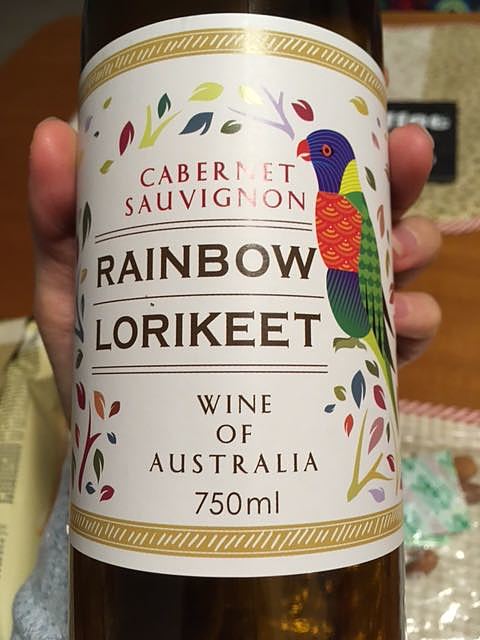 CABERNET
SAUVIGNON
RAINBOW
LORIKEET
WINE
OF
AUSTRALIA
750ml